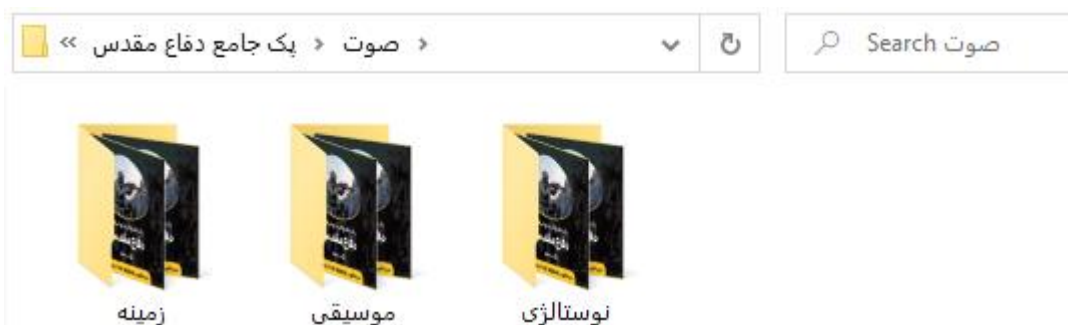 « پک جامع دفاع مقدس › صوت ›
Search صوت
زمینه
موسیقی
نوستالژی